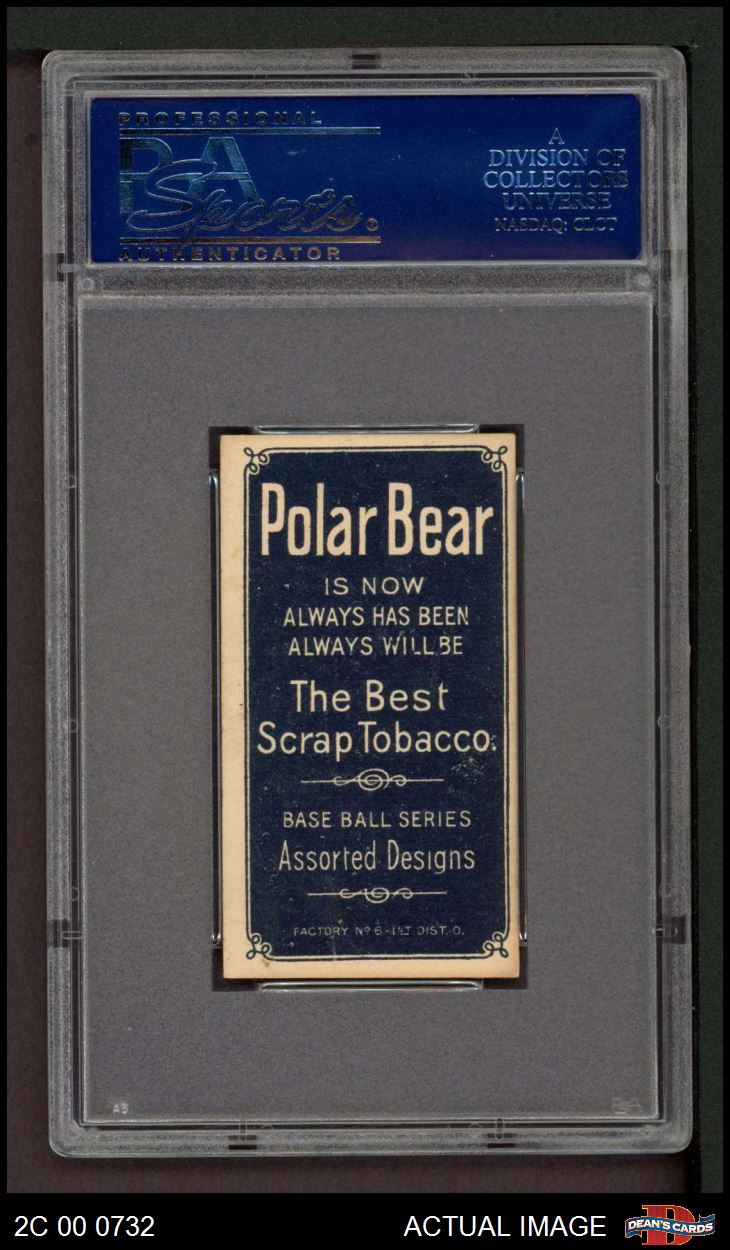 PROFESSIONAL
PSA
Sports
AUTHENTICATOR
A
DIVISION OF
COLLECTORS
UNIVERSE
NASDAQ: CLCT
Polar Bear
IS NOW
ALWAYS HAS BEEN
ALWAYS WILL BE
The Best
Scrap Tobacco.
BASE BALL SERIES
Assorted Designs
FACTORY Nº 6-1ST DIST. O.
PSA
2C 00 0732
ACTUAL IMAGE
D
DEAN'S CARDS